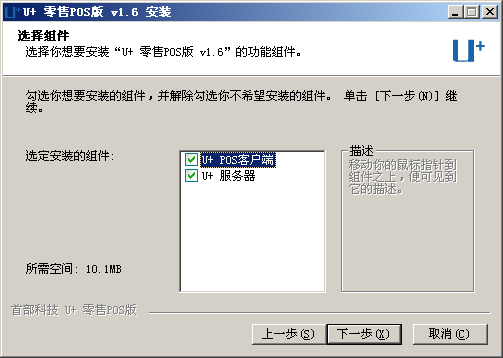 U+ 零售POS版 v1.6 安装
选择组件
选择你想要安装“U+ 零售POS版 v1.6”的功能组件。
U+
勾选你想要安装的组件,并解除勾选你不希望安装的组件。 单击 [下一步(N)] 继
续。
选定安装的组件:
U+ POS客户端
U+ 服务器
描述
移动你的鼠标指针到
组件之上,便可见到
它的描述。
所需空间: 10.1MB
首部科技 U+ 零售POS版
上一步(S)
下一步(X)
取消(C)